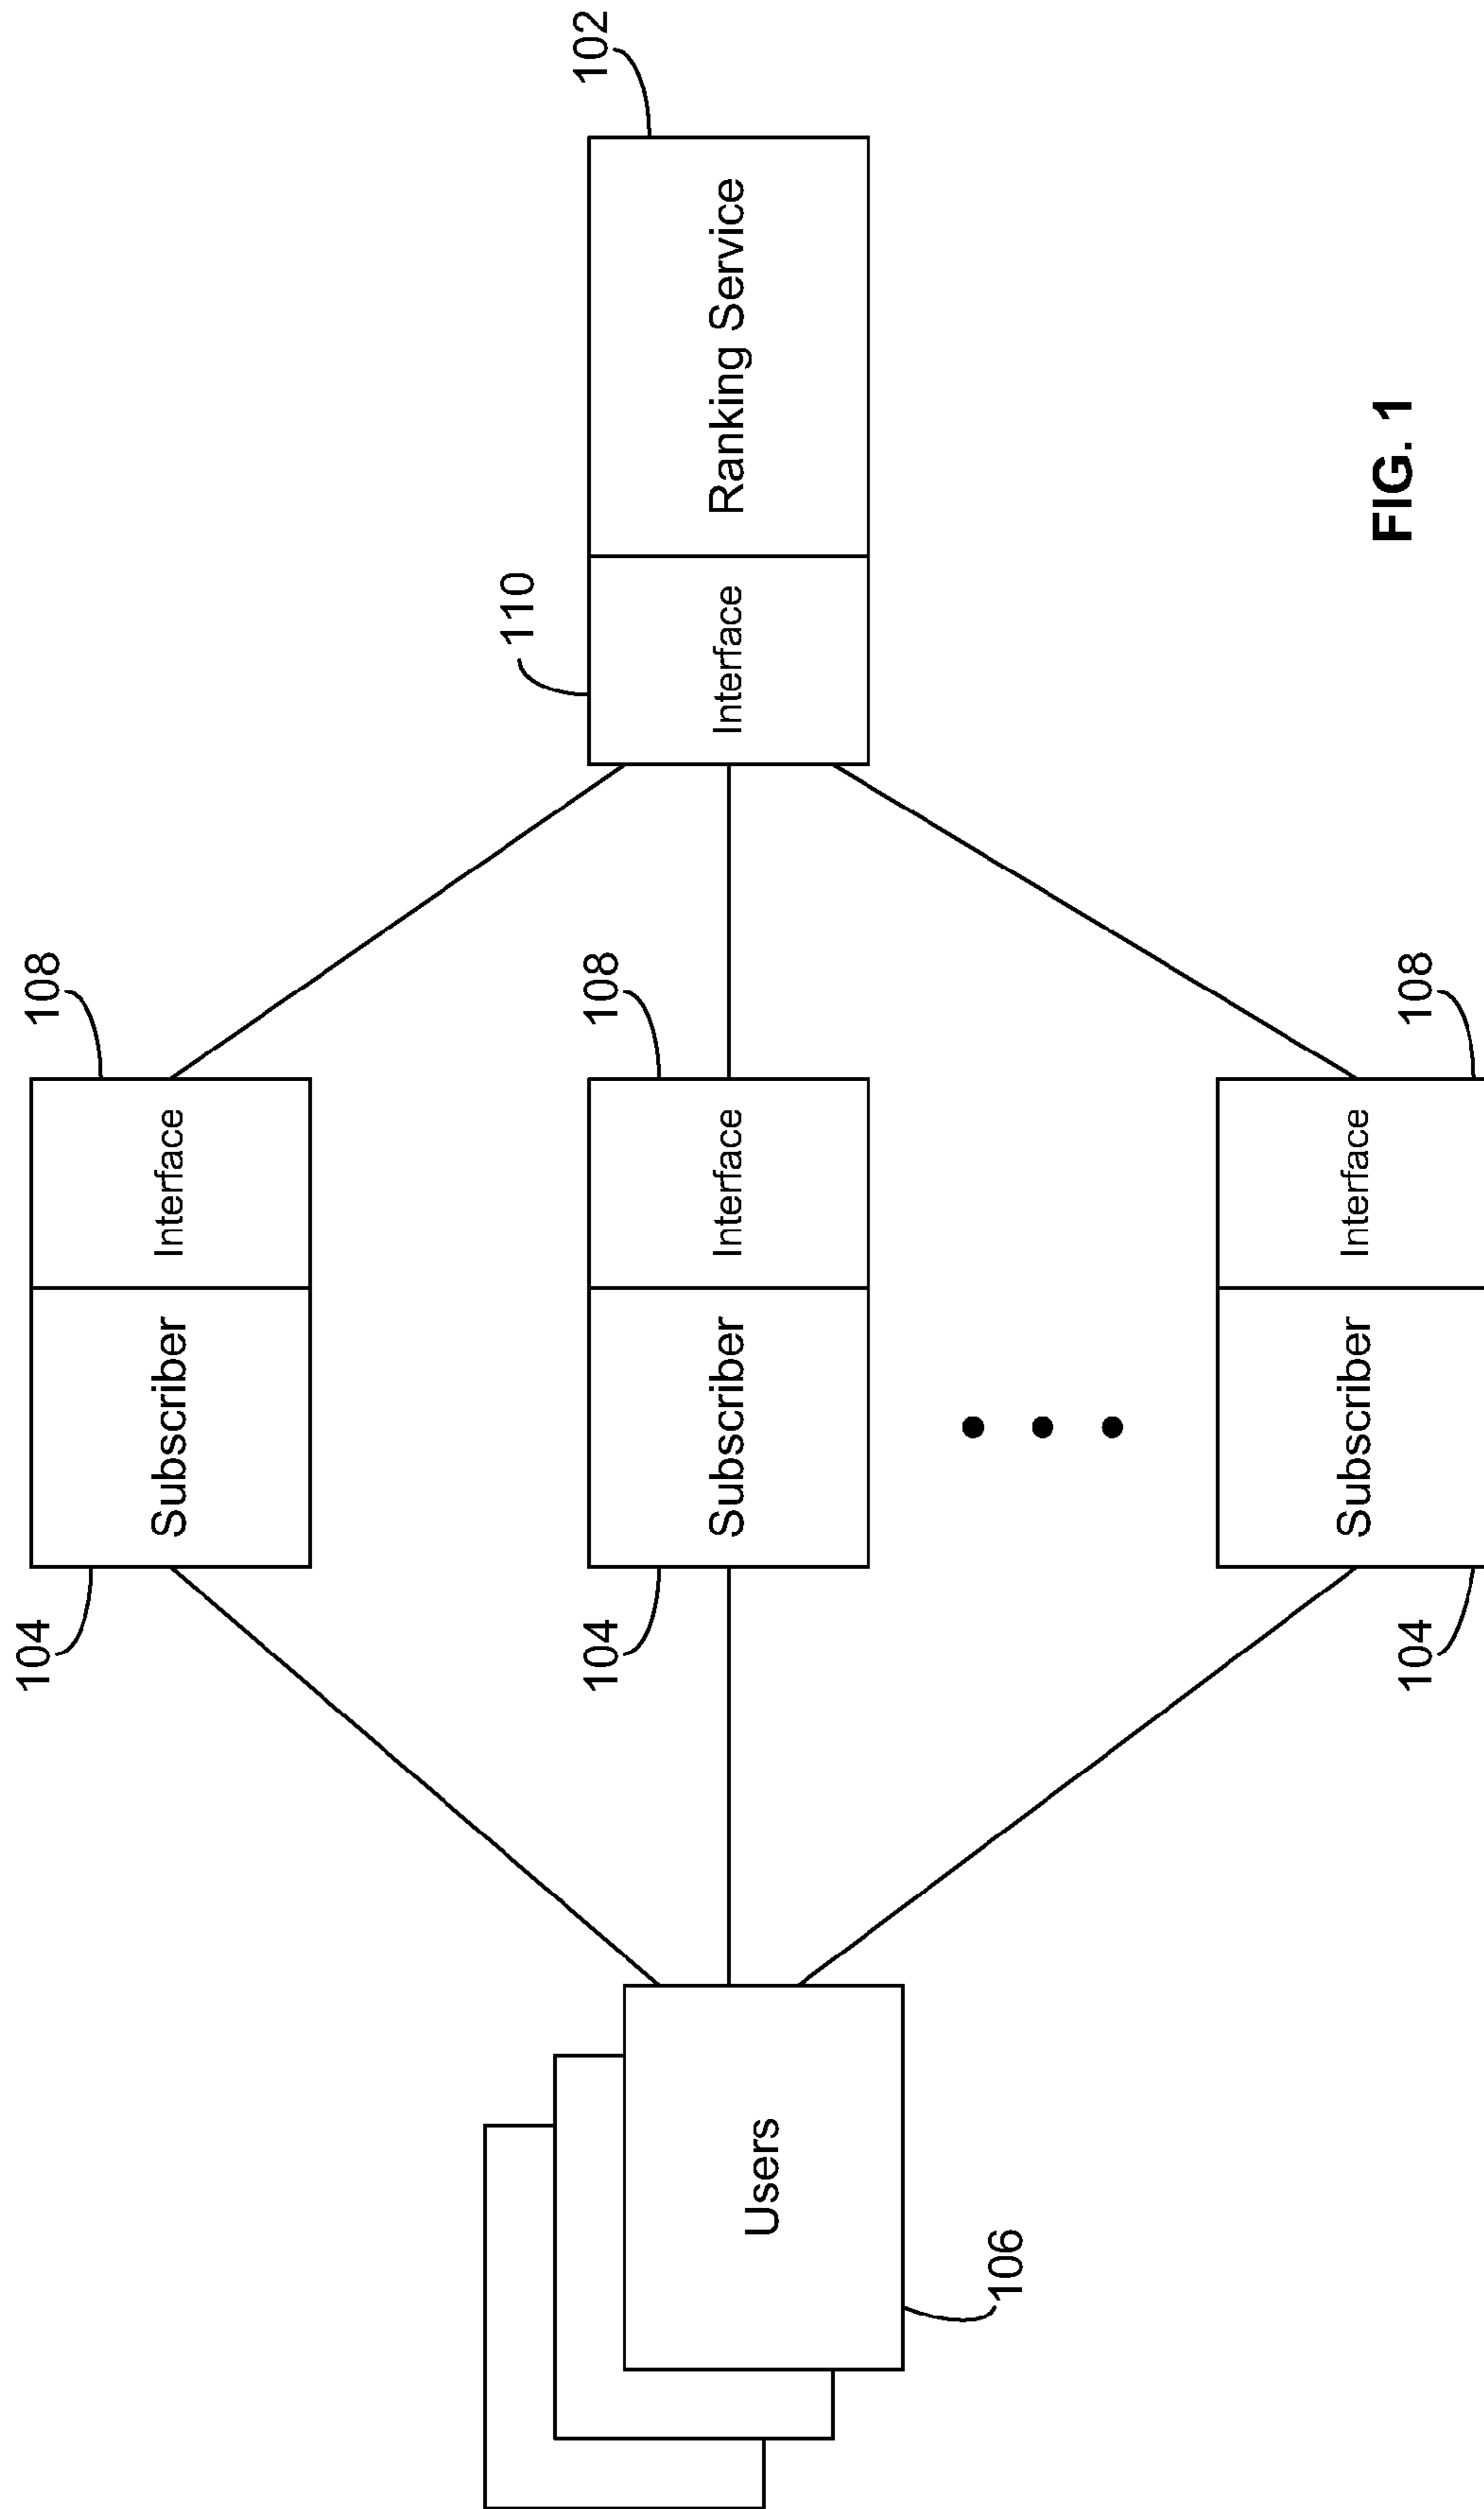 104
108
Subscriber
Interface
110
104
108
102
Users
Subscriber
Interface
Interface
Ranking Service
106
Subscriber
Interface
FIG. 1
104
108